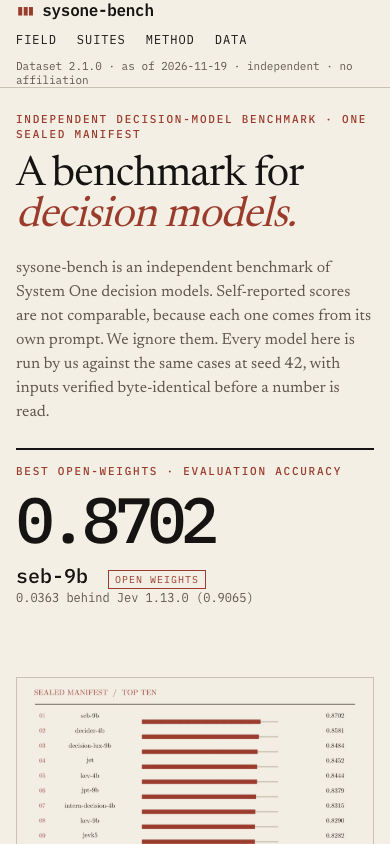 sysone-bench
FIELD SUITES METHOD DATA
Dataset 2.1.0 · as of 2026-11-19 · independent · no
affiliation
INDEPENDENT DECISION-MODEL BENCHMARK · ONE
SEALED MANIFEST
A benchmark for
decision models.
sysone-bench is an independent benchmark of
System One decision models. Self-reported scores
are not comparable, because each one comes from its
own prompt. We ignore them. Every model here is
run by us against the same cases at seed 42, with
inputs verified byte-identical before a number is
read.
BEST OPEN-WEIGHTS · EVALUATION ACCURACY
0.8702
seb-9b OPEN WEIGHTS
0.0363 behind Jev 1.13.0 (0.9065)
SEALED MANIFEST / TOP TEN
01 seb-9b 0.8702
02 decider-4b 0.8581
03 decision-lux-9b 0.8484
04 jet 0.8452
05 kev-4b 0.8444
06 jpt-9b 0.8379
07 intern-decision-4b 0.8315
08 kev-9b 0.8290
09 jevk5 0.8282